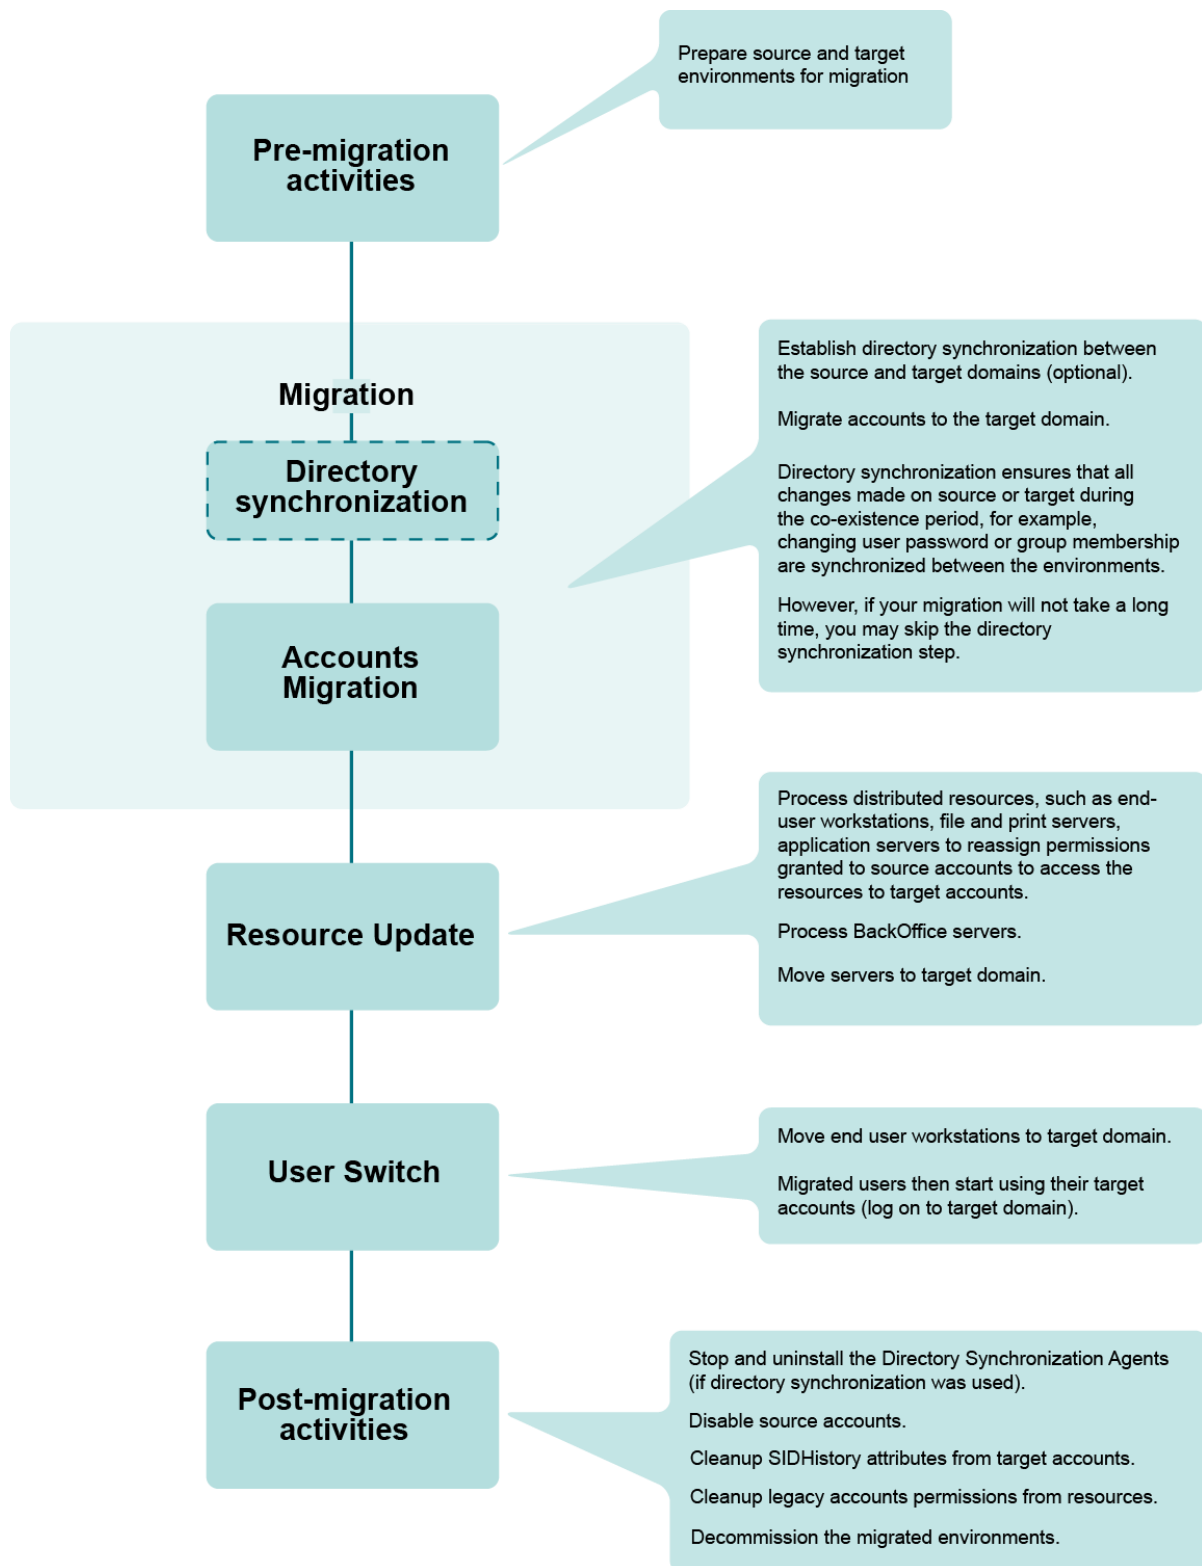 Prepare source and target
environments for migration
Pre-migration
activities
Migration
Directory
synchronization
Accounts
Migration
Establish directory synchronization between
the source and target domains (optional).
Migrate accounts to the target domain.
Directory synchronization ensures that all
changes made on source or target during
the co-existence period, for example,
changing user password or group membership
are synchronized between the environments.
However, if your migration will not take a long
time, you may skip the directory
synchronization step.
Resource Update
Process distributed resources, such as end-
user workstations, file and print servers,
application servers to reassign permissions
granted to source accounts to access the
resources to target accounts.
Process BackOffice servers.
Move servers to target domain.
User Switch
Move end user workstations to target domain.
Migrated users then start using their target
accounts (log on to target domain).
Post-migration
activities
Stop and uninstall the Directory Synchronization Agents
(if directory synchronization was used).
Disable source accounts.
Cleanup SIDHistory attributes from target accounts.
Cleanup legacy accounts permissions from resources.
Decommission the migrated environments.